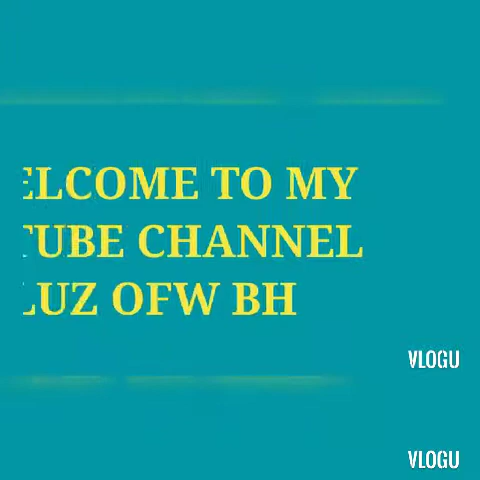 ELCOME TO MY
TUBE CHANNEL
LUZ OFW BH
VLOGU
VLOGU